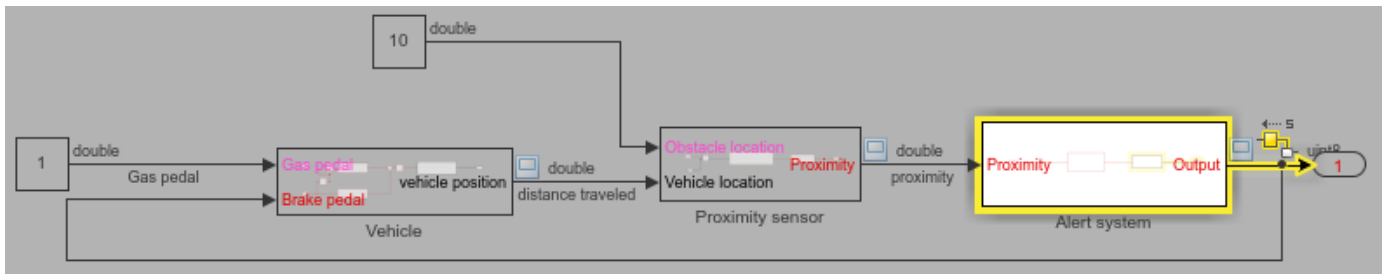 10
double
1
double
Gas pedal
Gas pedal
Brake pedal
vehicle position
Vehicle
double
distance traveled
Obstacle location
Vehicle location
Proximity
Proximity sensor
double
proximity
Proximity
Output
Alert system
5
uint8
1